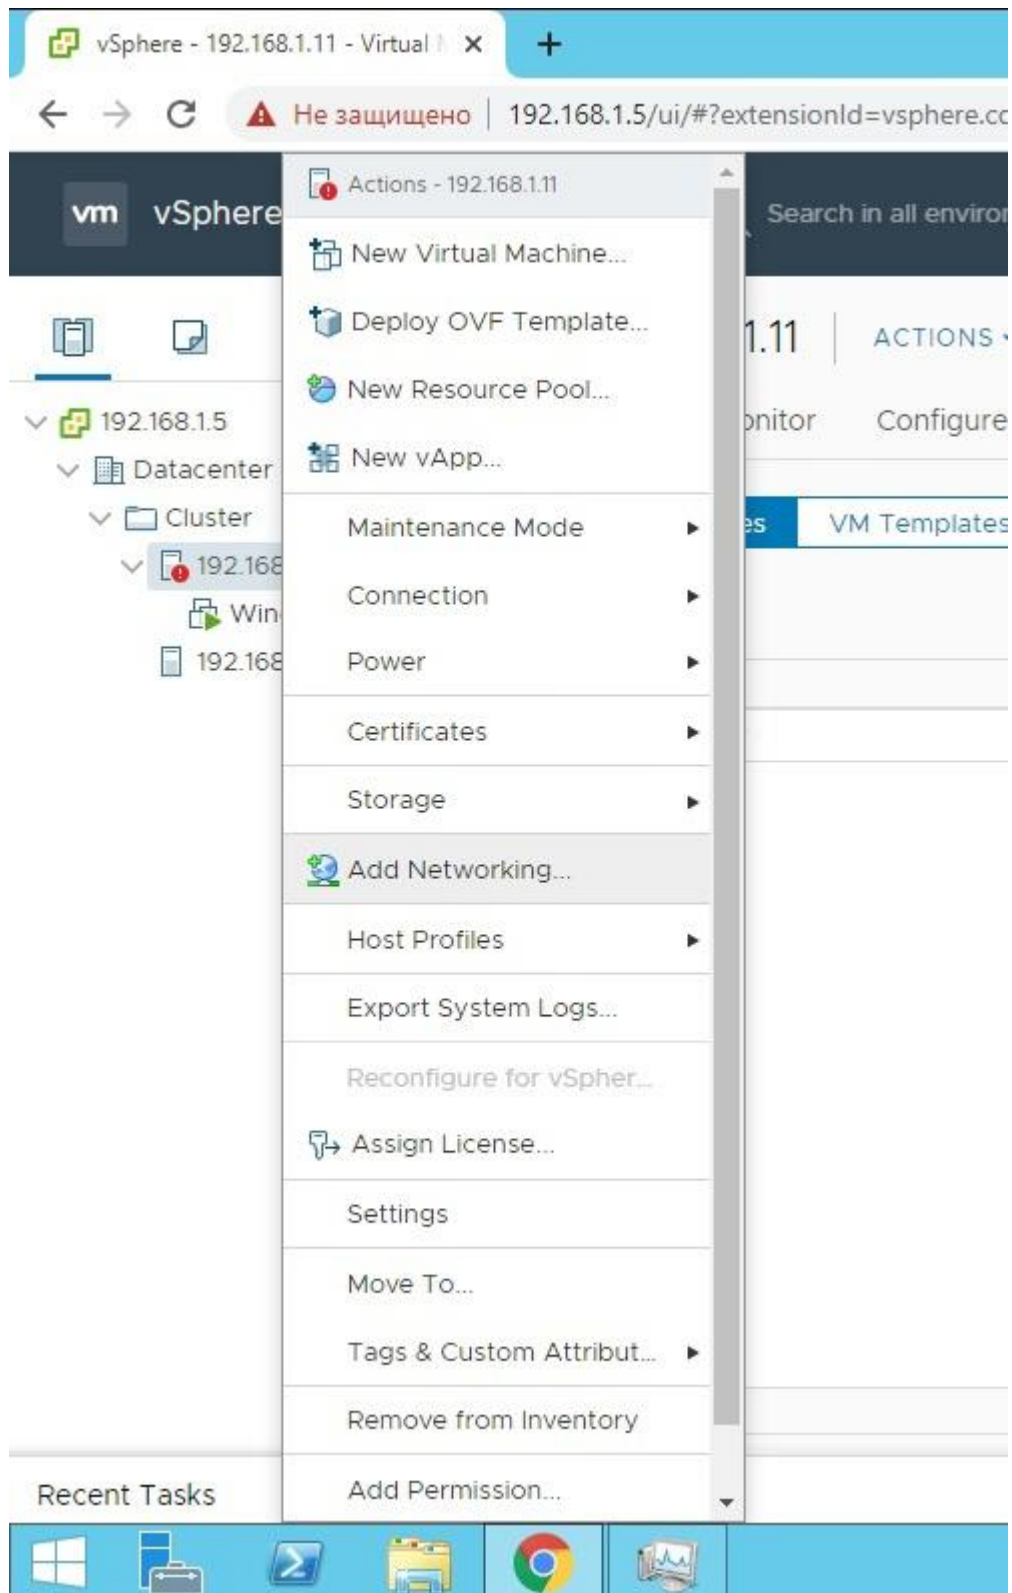 vSphere - 192.168.1.11 - Virtual
Не защищено 192.168.1.5/ui/#?extensionId=vsphere.co
vm vSphere
Search in all enviro
Actions - 192.168.1.11
New Virtual Machine...
Deploy OVF Template...
New Resource Pool...
New vApp...
Maintenance Mode
Connection
Power
Certificates
Storage
Add Networking...
Host Profiles
Export System Logs...
Reconfigure for vSpher...
Assign License...
Settings
Move To...
Tags & Custom Attribut...
Remove from Inventory
Add Permission...
192.168.1.5
Datacenter
Cluster
192.168
Win
192.168
1.11 ACTIONS
onitor Configure
es VM Templates
Recent Tasks